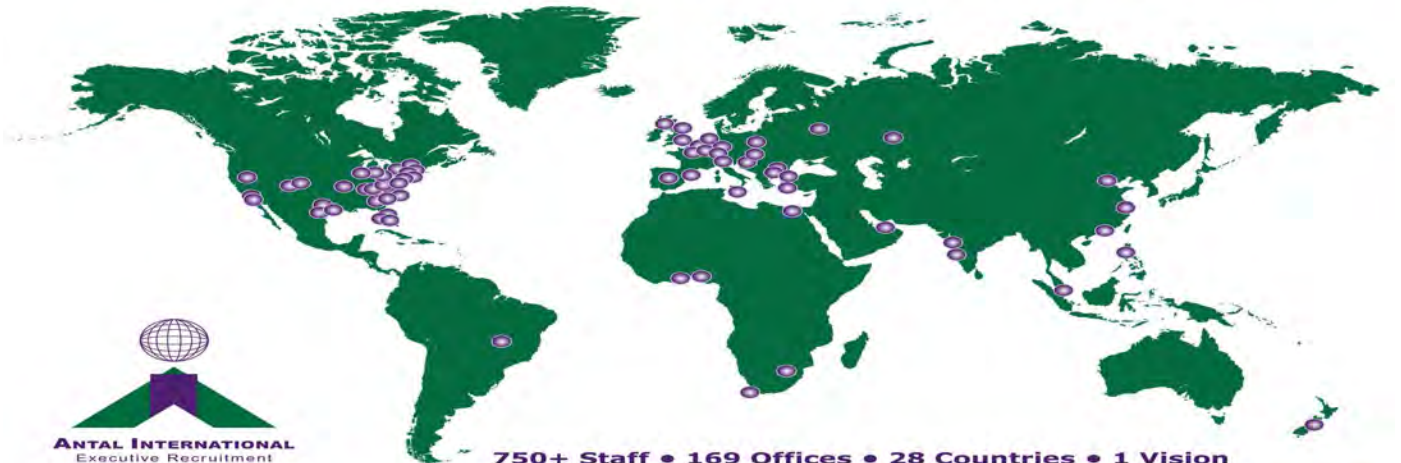 ANTAL INTERNATIONAL
Executive Recruitment
750+ Staff • 169 Offices • 28 Countries • 1 Vision